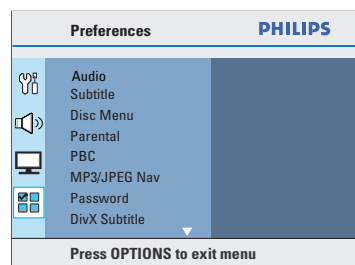 Preferences
PHILIPS
Audio
Subtitle
Disc Menu
Parental
PBC
MP3/JPEG Nav
Password
DivX Subtitle
Press OPTIONS to exit menu